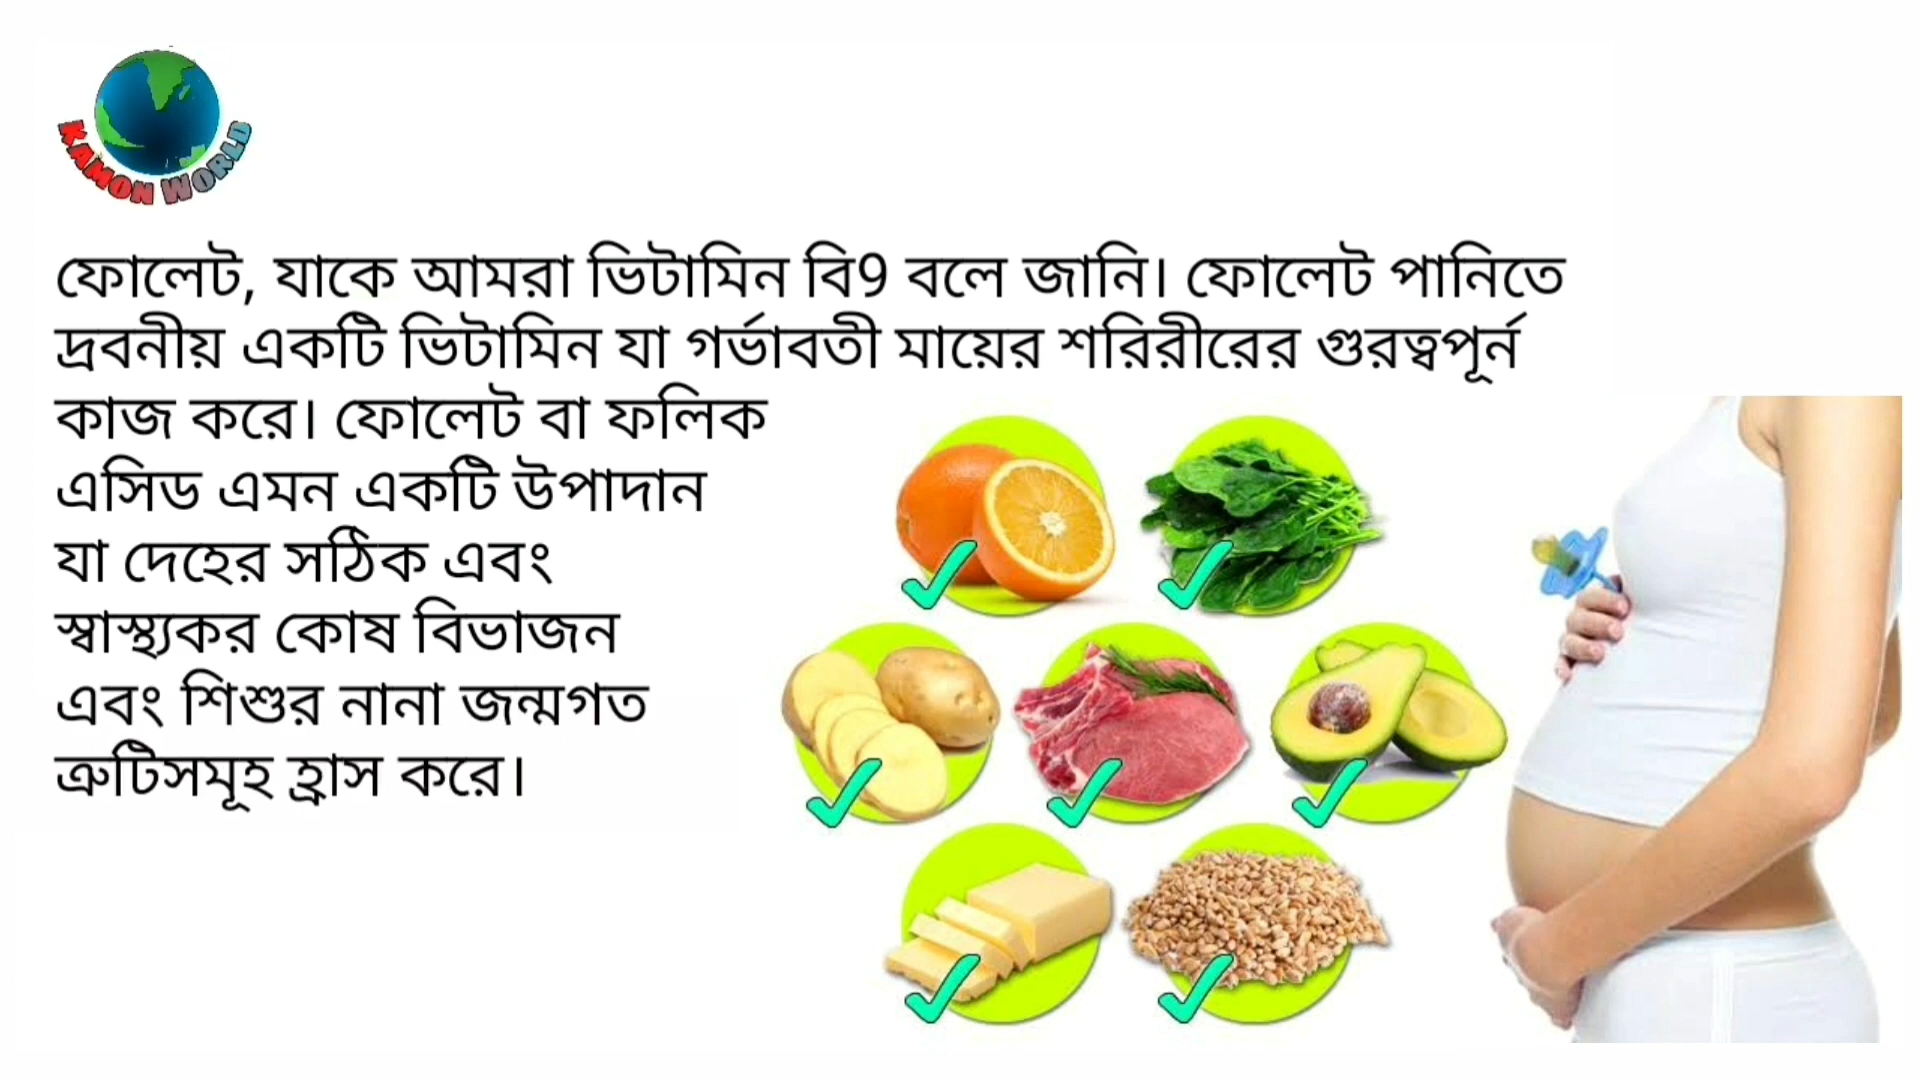 KAMON WORLD
ফোলেট, যাকে আমরা ভিটামিন বি9 বলে জানি। ফোলেট পানিতে
দ্রবনীয় একটি ভিটামিন যা গর্ভাবতী মায়ের শরিরীরের গুরত্বপূর্ন
কাজ করে। ফোলেট বা ফলিক
এসিড এমন একটি উপাদান
যা দেহের সঠিক এবং
স্বাস্থ্যকর কোষ বিভাজন
এবং শিশুর নানা জন্মগত
ত্রুটিসমূহ হ্রাস করে।